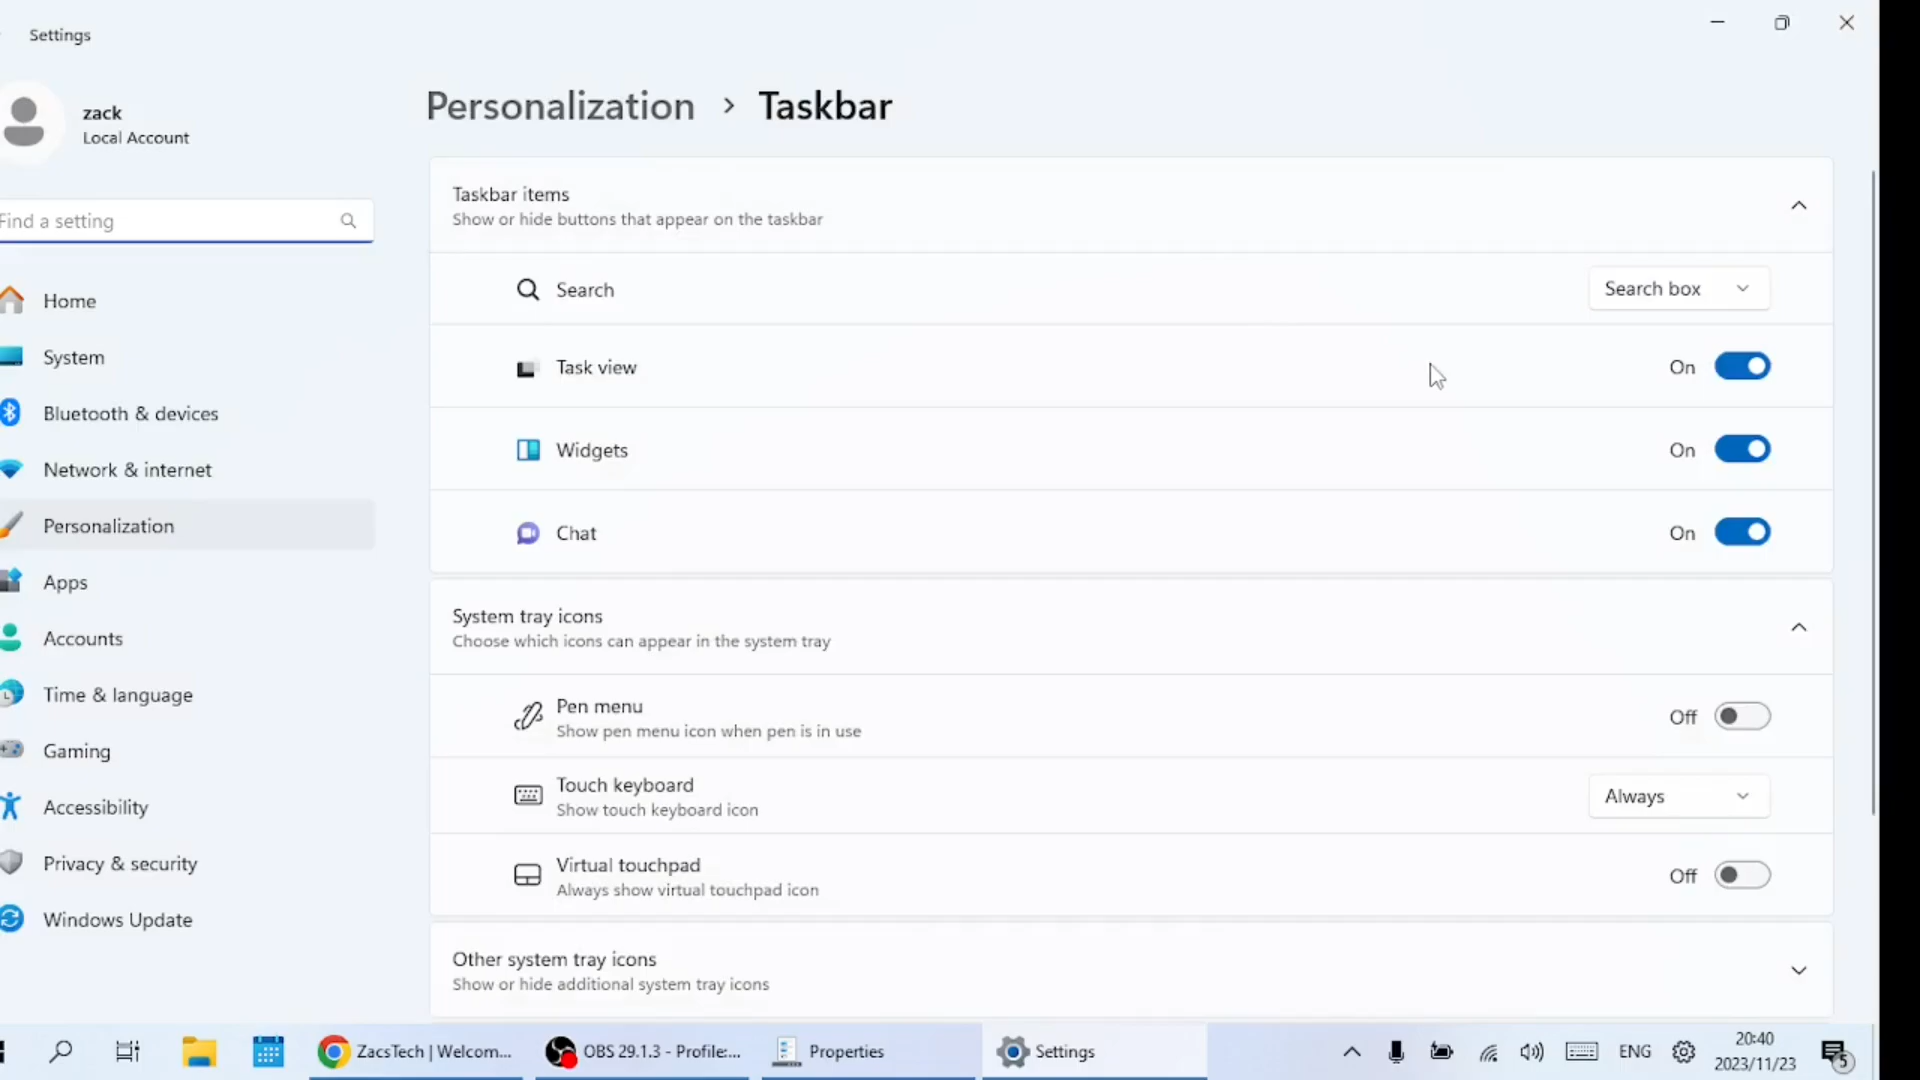 Settings
zack
Local Account
Find a setting
Home
System
Bluetooth & devices
Network & internet
Personalization
Apps
Accounts
Time & language
Gaming
Accessibility
Privacy & security
Windows Update
Personalization > Taskbar
Taskbar items
Show or hide buttons that appear on the taskbar
Search Search box
Task view On
Widgets On
Chat On
System tray icons
Choose which icons can appear in the system tray
Pen menu
Show pen menu icon when pen is in use
Off
Touch keyboard
Show touch keyboard icon
Always
Virtual touchpad
Always show virtual touchpad icon
Off
Other system tray icons
Show or hide additional system tray icons
ZacsTech | Welcom...
OBS 29.1.3 - Profile:...
Properties
Settings
ENG
20:40
2023/11/23
5